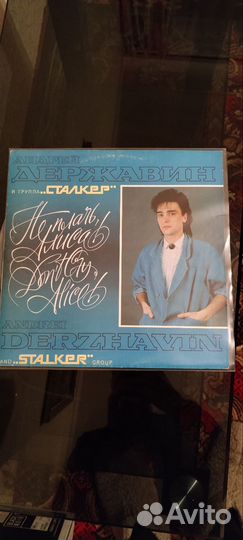 АНДРЕЙ
ДЕРЖАВИН
И ГРУППА „СТАЛКЕР"
Не плачь,
Алиса!
Don't Cry,
Alice!
ANDREI
DERZHAVIN
AND „STALKER" GROUP
Avito